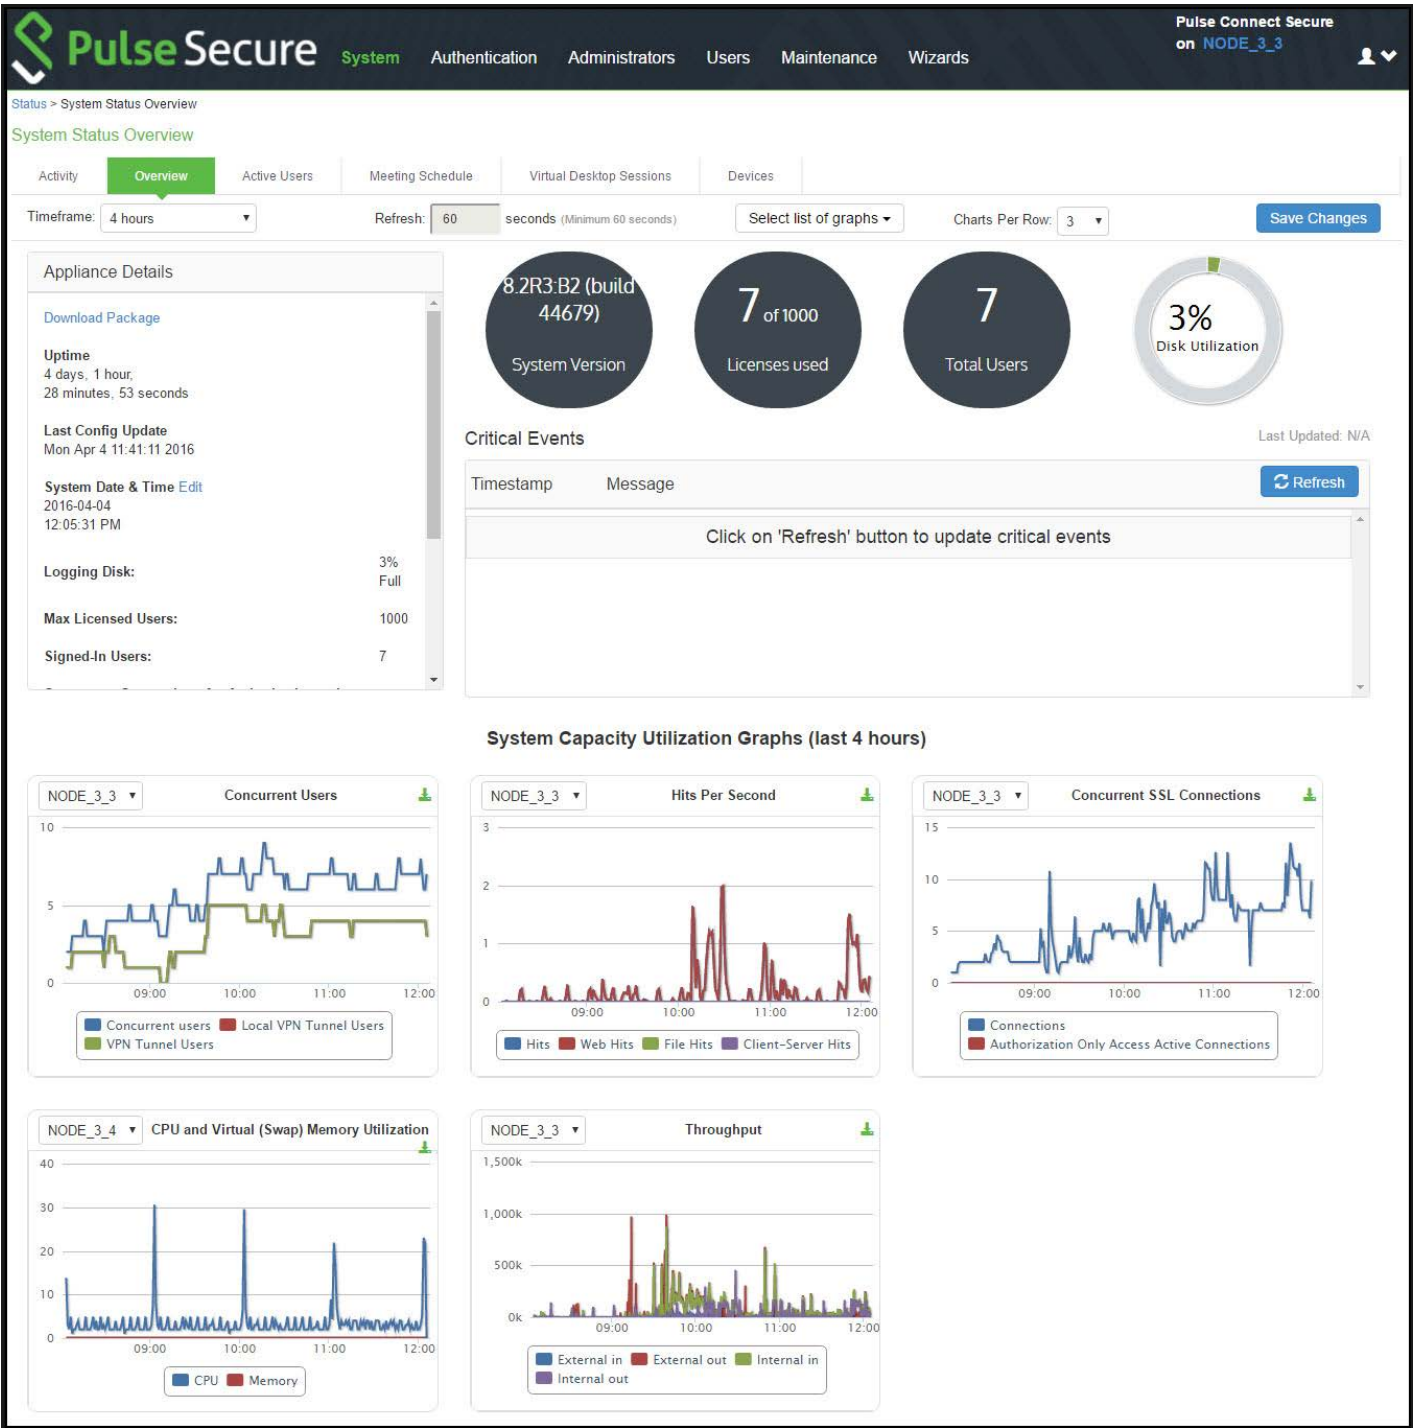 Pulse Secure
System Authentication Administrators Users Maintenance Wizards
Pulse Connect Secure
on NODE_3_3
Status > System Status Overview
System Status Overview
Activity Overview Active Users Meeting Schedule Virtual Desktop Sessions Devices
Timeframe: 4 hours Refresh: 60 seconds (Minimum 60 seconds) Select list of graphs Charts Per Row: 3 Save Changes
Appliance Details
Download Package
Uptime
4 days, 1 hour,
28 minutes, 53 seconds
Last Config Update
Mon Apr 4 11:41:11 2016
System Date & Time Edit
2016-04-04
12:05:31 PM
Logging Disk: 3%
Full
Max Licensed Users: 1000
Signed-In Users: 7
8.2R3:B2 (build
44679)
System Version
7 of 1000
Licenses used
7
Total Users
3%
Disk Utilization
Critical Events
Last Updated: N/A
Timestamp Message Refresh
Click on 'Refresh' button to update critical events
System Capacity Utilization Graphs (last 4 hours)
NODE_3_3 Concurrent Users
10
5
0
09:00 10:00 11:00 12:00
Concurrent users Local VPN Tunnel Users
VPN Tunnel Users
NODE_3_3 Hits Per Second
3
2
1
0
09:00 10:00 11:00 12:00
Hits Web Hits File Hits Client-Server Hits
NODE_3_3 Concurrent SSL Connections
15
10
5
0
09:00 10:00 11:00 12:00
Connections
Authorization Only Access Active Connections
NODE_3_4 CPU and Virtual (Swap) Memory Utilization
40
30
20
10
0
09:00 10:00 11:00 12:00
CPU Memory
NODE_3_3 Throughput
1,500k
1,000k
500k
0k
09:00 10:00 11:00 12:00
External in External out Internal in
Internal out